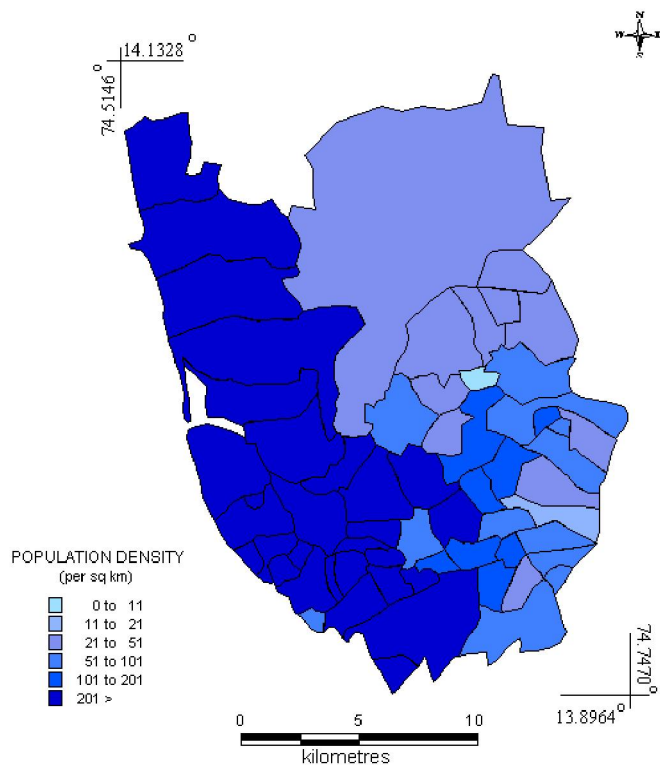 N
W E
S
14.1328 °
74.5146 °
POPULATION DENSITY
(per sq km)
0 to 11
11 to 21
21 to 51
51 to 101
101 to 201
201 >
74.7470 °
13.8964 °
0 5 10
kilometres